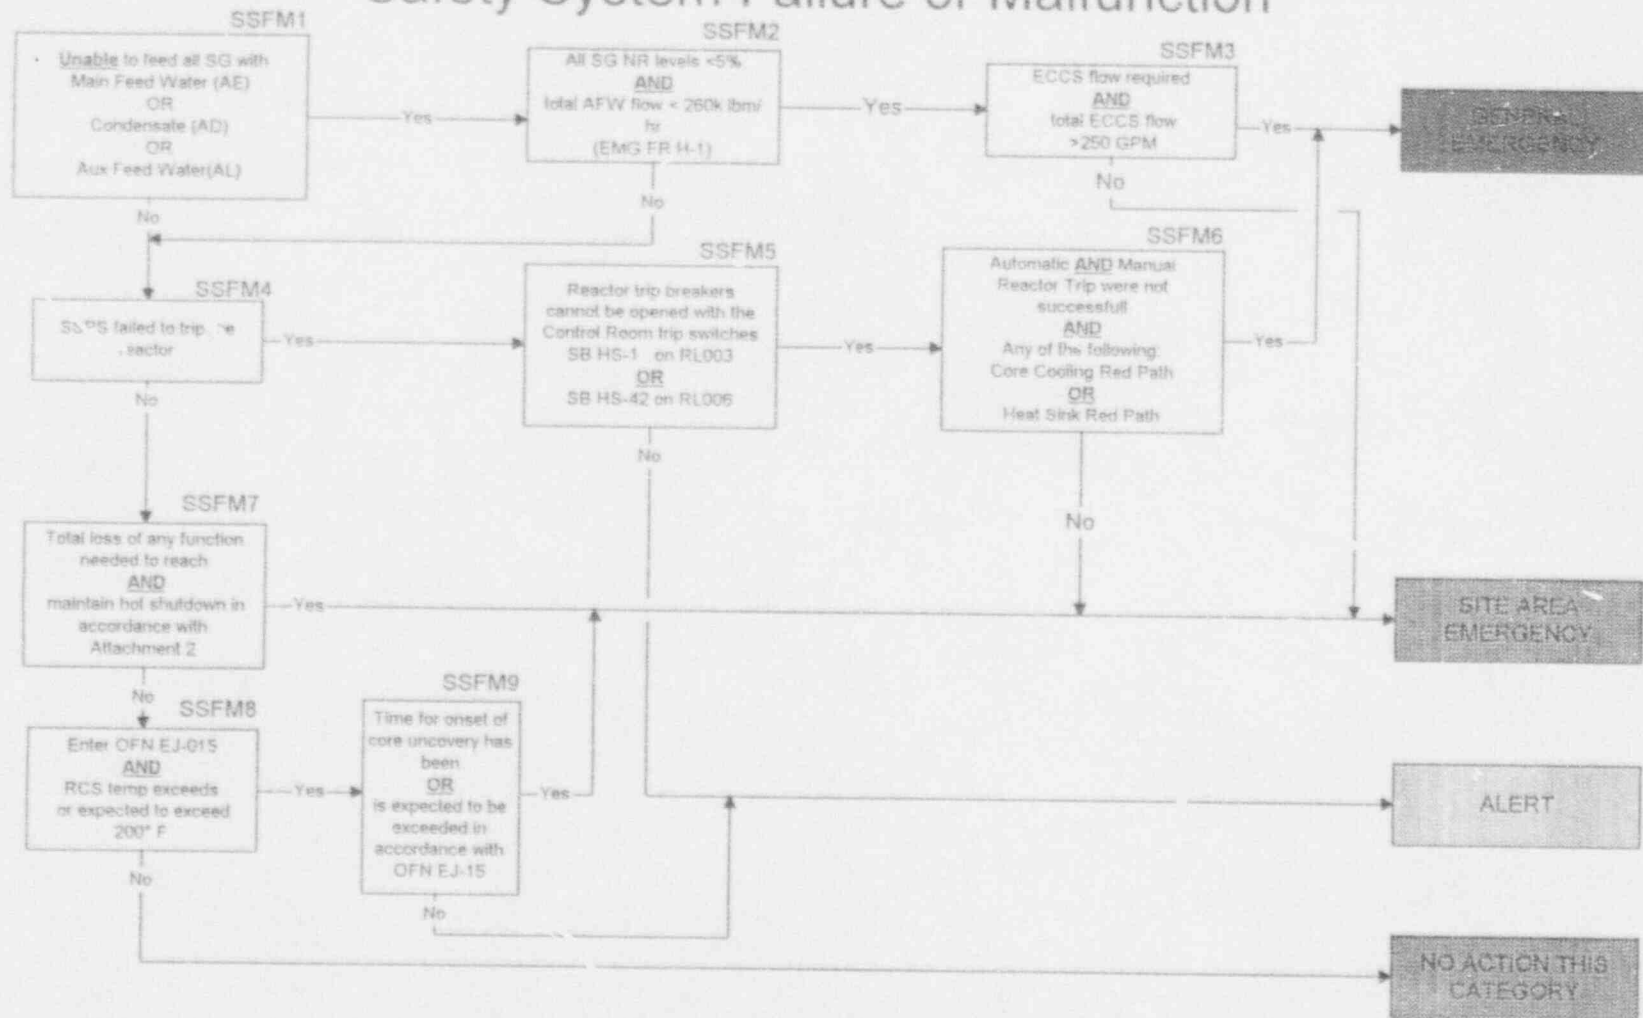 Safety System Failure or Malfunction
SSFM1
Unable to feed all SG with
Main Feed Water (AE)
OR
Condensate (AD)
OR
Aux Feed Water(AL)
Yes
No
SSFM2
All SG NR levels <5%
AND
total AFW flow < 260k lbm/
hr
(EMG FR H-1)
Yes
No
SSFM3
ECCS flow required
AND
total ECCS flow
>250 GPM
Yes
No
GENERAL
EMERGENCY
SSFM4
failed to trip
Yes
No
SSFM5
Reactor trip breakers
cannot be opened with the
Control Room trip switches
SB HS-1 on RL003
OR
SB HS-42 on RL006
Yes
No
SSFM6
Automatic AND Manual
Reactor Trip were not
successfull
AND
Any of the following:
Core Cooling Red Path
OR
Heat Sink Red Path
Yes
No
SSFM7
Total loss of any function
needed to reach
AND
maintain hot shutdown in
accordance with
Attachment 2
Yes
No
SITE AREA
EMERGENCY
SSFM8
Enter OFN EJ-015
AND
RCS temp exceeds
or expected to exceed
200° F
Yes
No
SSFM9
Time for onset of
core uncovery has
been
OR
is expected to be
exceeded in
accordance with
OFN EJ-15
Yes
No
ALERT
NO ACTION THIS
CATEGORY